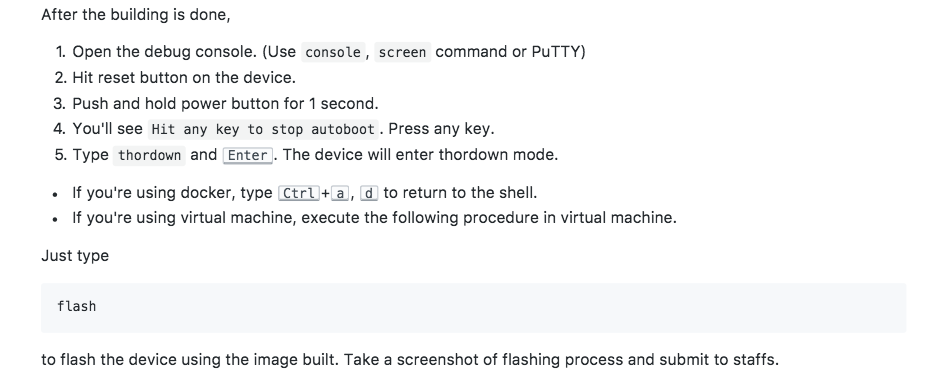 After the building is done,
1. Open the debug console. (Use console, screen command or PuTTY)
2. Hit reset button on the device.
3. Push and hold power button for 1 second.
4. You'll see Hit any key to stop autoboot. Press any key.
5. Type thordown and Enter. The device will enter thordown mode.
• If you're using docker, type Ctrl+a, d to return to the shell.
• If you're using virtual machine, execute the following procedure in virtual machine.
Just type
flash
to flash the device using the image built. Take a screenshot of flashing process and submit to staffs.